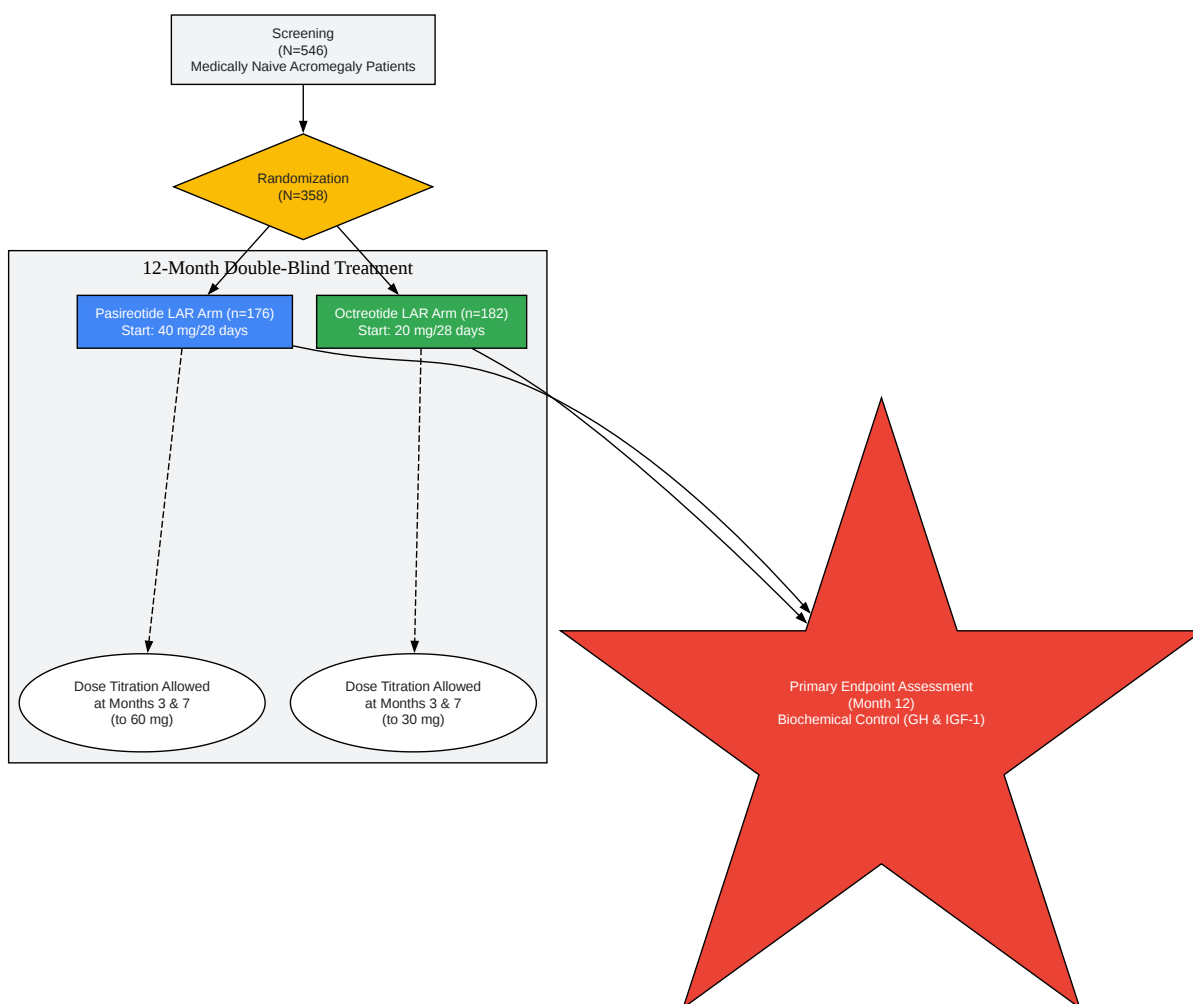 Screening
(N=546)
Medically Naive Acromegaly Patients
Randomization
(N=358)
12-Month Double-Blind Treatment
Pasireotide LAR Arm (n=176)
Start: 40 mg/28 days
Octreotide LAR Arm (n=182)
Start: 20 mg/28 days
Dose Titration Allowed
at Months 3 & 7
(to 60 mg)
Dose Titration Allowed
at Months 3 & 7
(to 30 mg)
Primary Endpoint Assessment
(Month 12)
Biochemical Control (GH & IGF-1)